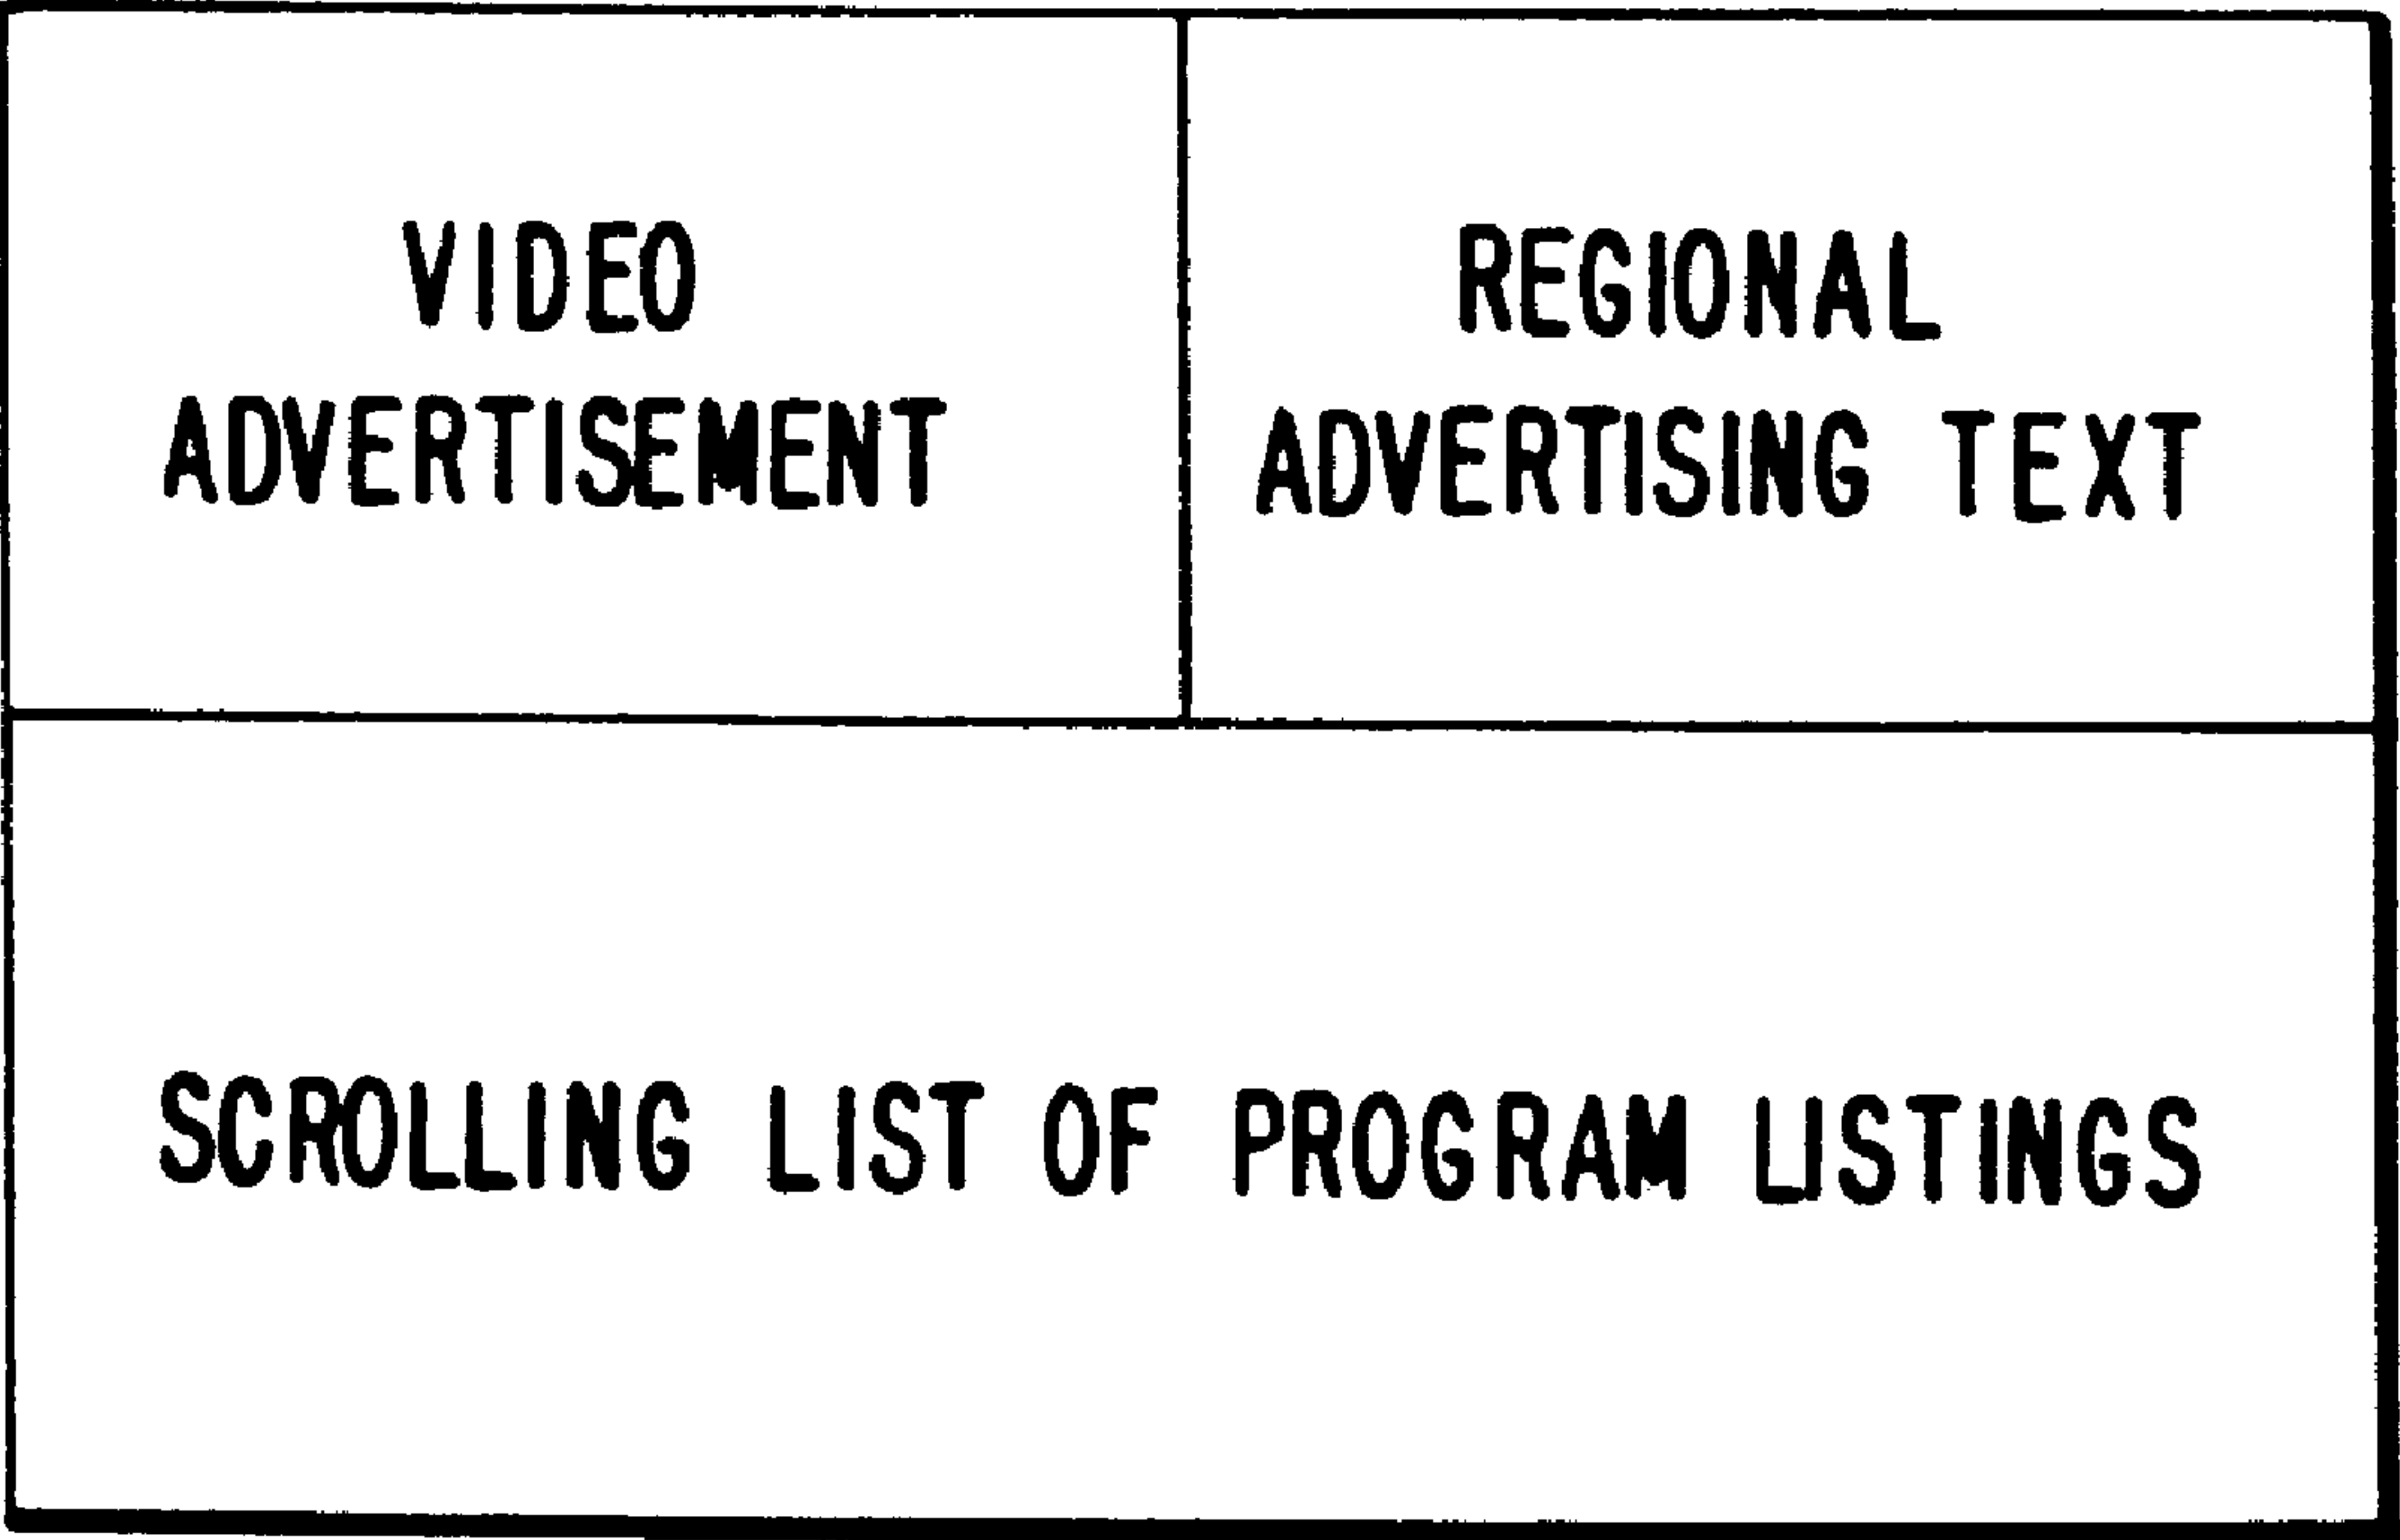 VIDEO
ADVERTISEMENT
REGIONAL
ADVERTISING TEXT
SCROLLING LIST OF PROGRAM LISTINGS